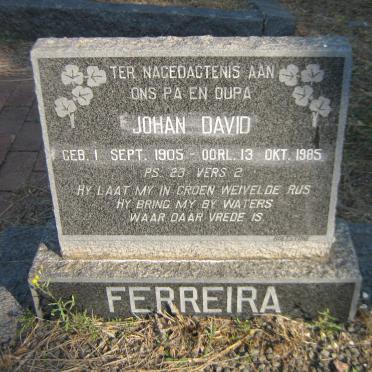 TER NAGEDAGTENIS AAN
ONS PA EN OUPA
JOHAN DAVID
GEB. 1 SEPT. 1905 - OORL. 13 OKT. 1985
PS. 23 VERS 2
HY LAAT MY IN GROEN WEIVELDE RUS
HY BRING MY BY WATERS
WAAR DAAR VREDE IS
FERREIRA